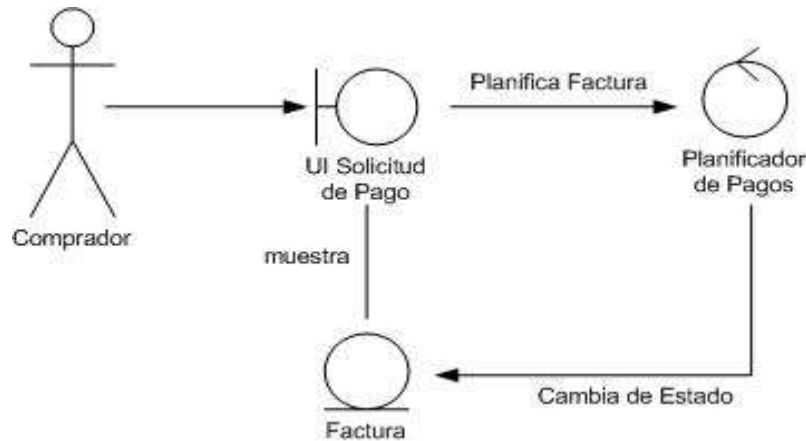 Planifica Factura
UI Solicitud
de Pago
Planificador
de Pagos
Comprador
muestra
Cambia de Estado
Factura